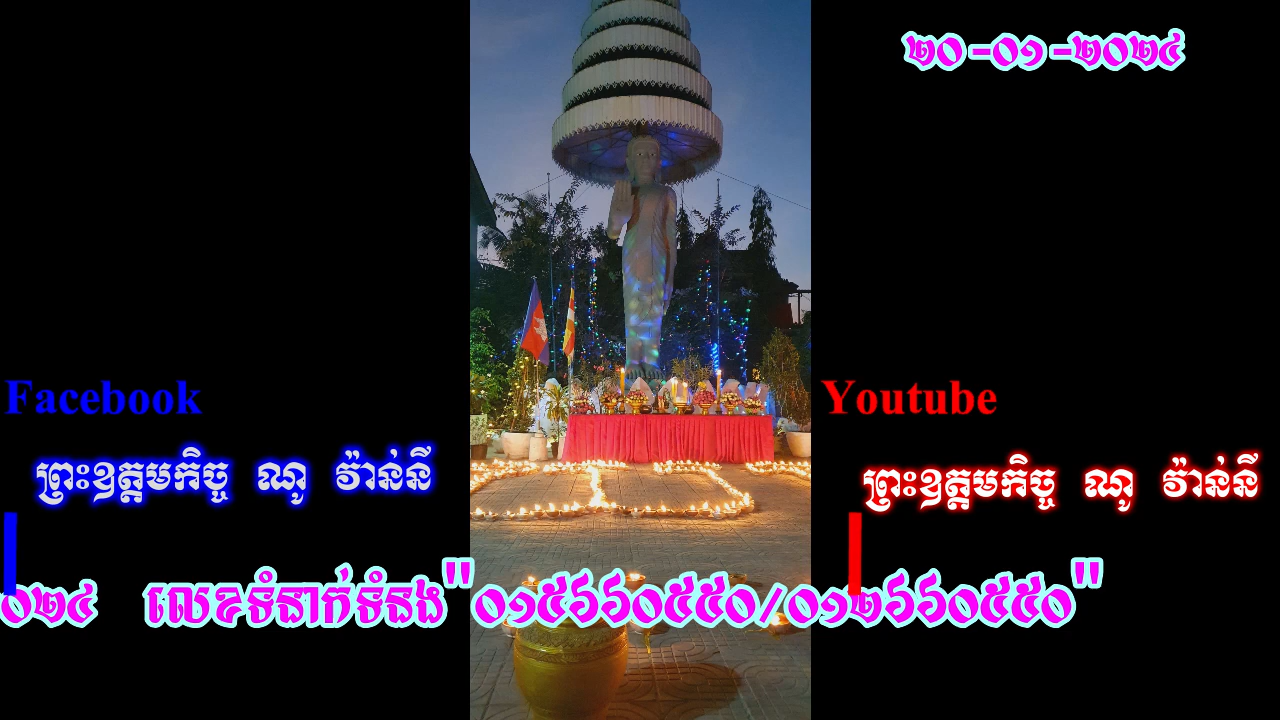 ២០-០១-២០២៤
Facebook
Youtube
ព្រះឧត្តមកិច្ច ណូ វ៉ាន់នី
ព្រះឧត្តមកិច្ច ណូ វ៉ាន់នី
០២៤ លេខទំនាក់ទំនង"០១៥៦៦០៥៥០/០១២៦៦០៥៥០"